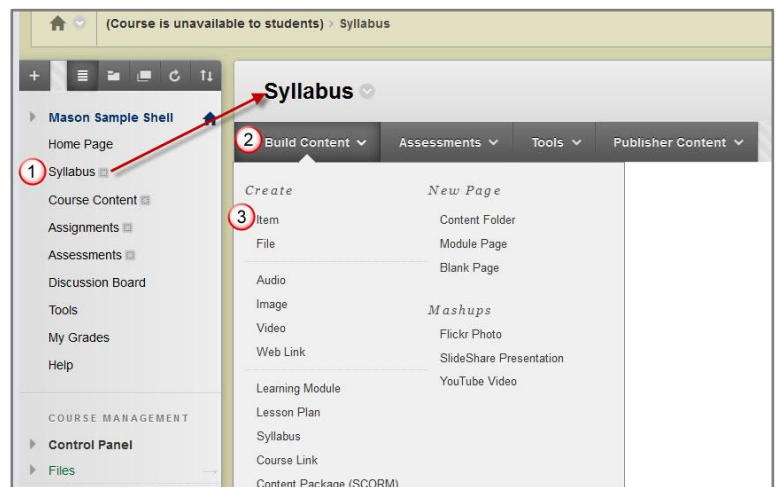 (Course is unavailable to students) > Syllabus
Mason Sample Shell
Home Page
1 Syllabus
Course Content
Assignments
Assessments
Discussion Board
Tools
My Grades
Help
COURSE MANAGEMENT
Control Panel
Files
Syllabus
2 Build Content Assessments Tools Publisher Content
Create
3 Item
File
Audio
Image
Video
Web Link
Learning Module
Lesson Plan
Syllabus
Course Link
Content Package (SCORM)
New Page
Content Folder
Module Page
Blank Page
Mashups
Flickr Photo
SlideShare Presentation
YouTube Video